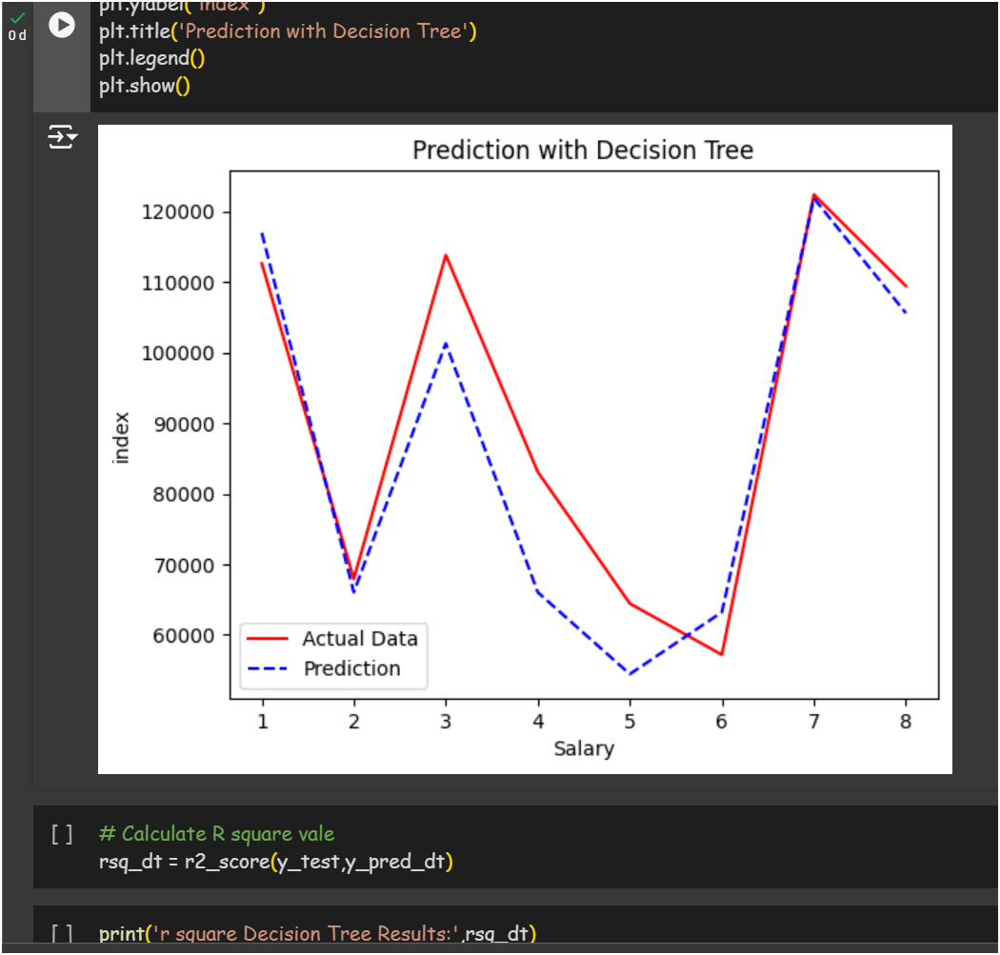 plt.ylabel('index')
0 d
plt.title('Prediction with Decision Tree')
plt.legend()
plt.show()
Prediction with Decision Tree
120000
110000
100000
90000
80000
70000
60000
index
Actual Data
Prediction
1 2 3 4 5 6 7 8
Salary
[ ] # Calculate R square vale
rsq_dt = r2_score(y_test,y_pred_dt)
[ ] print('r square Decision Tree Results:',rsq_dt)